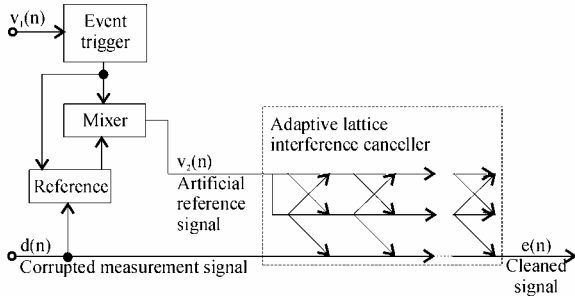 v₁(n)
Event
trigger
Mixer
Adaptive lattice
interference canceller
v₂(n)
Artificial
reference
signal
Reference
d(n)
Corrupted measurement signal
e(n)
Cleaned
signal